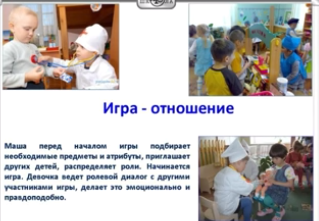 Игра - отношение
Маша перед началом игры подбирает
необходимые предметы и атрибуты, приглашает
других детей, распределяет роли. Начинается
игра. Девочка ведет ролевой диалог с другими
участниками игры, делает это эмоционально и
правдоподобно.